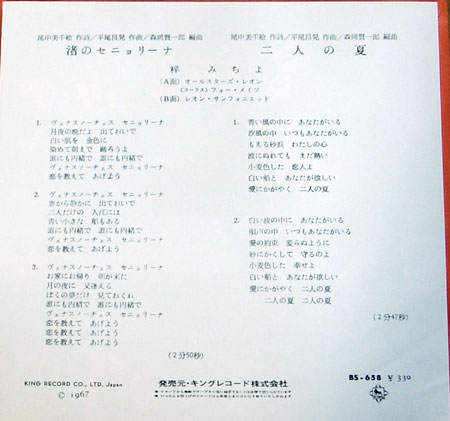 尾中美千絵 作詩/平尾昌晃 作曲/森岡賢一郎 編曲
渚のセニョリーナ
尾中美千絵 作詩/平尾昌晃 作曲/森岡賢一郎 編曲
二人の夏
梓みちよ
(A面) オールスターズ・レオン
(コーラス) フォー・メイツ
(B面) レオン・サンフォニエット
1. ヴェナスノーチェス セニョリーナ
月夜の晩だよ 出ておいで
白い肌を 金色に
染めて朝まで 踊ろうよ
誰にも内緒で 誰にも内緒で
ヴェナスノーチェス セニョリーナ
恋を教えて あげよう
2. ヴェナスノーチェス セニョリーナ
窓から静かに 出ておいで
二人だけの 入江には
青い小さな 船もある
誰にも内緒で 誰にも内緒で
ヴェナスノーチェス セニョリーナ
恋を教えて あげよう
3. ヴェナスノーチェス セニョリーナ
お家にお帰り 朝が来た
月の夜に 又逢える
ぼくの夢だけ 見ておくれ
誰にも内緒で 誰にも内緒で
ヴェナスノーチェス セニョリーナ
恋を教えて あげよう
恋を教えて あげよう
(2分50秒)
1. 青い風の中に あなたがいる
汐風の中 いつもあなたがいる
もえる砂浜 わたしの心
波にぬれても まだ熱い
小麦色した 恋人よ
白い船と あなたが欲しい
愛にかがやく 二人の夏
2. 白い波の中に あなたがいる
の中 いつもあなたがいる
愛の約束 変らぬように
砂にかくして 守るのよ
小麦色した 幸せよ
白い船と あなたが欲しい
愛にかがやく 二人の夏
二人の夏 二人の夏
(2分47秒)
KING RECORD CO., LTD. Japan
© 1967
発売元・キングレコード株式会社
BS-658 ¥330